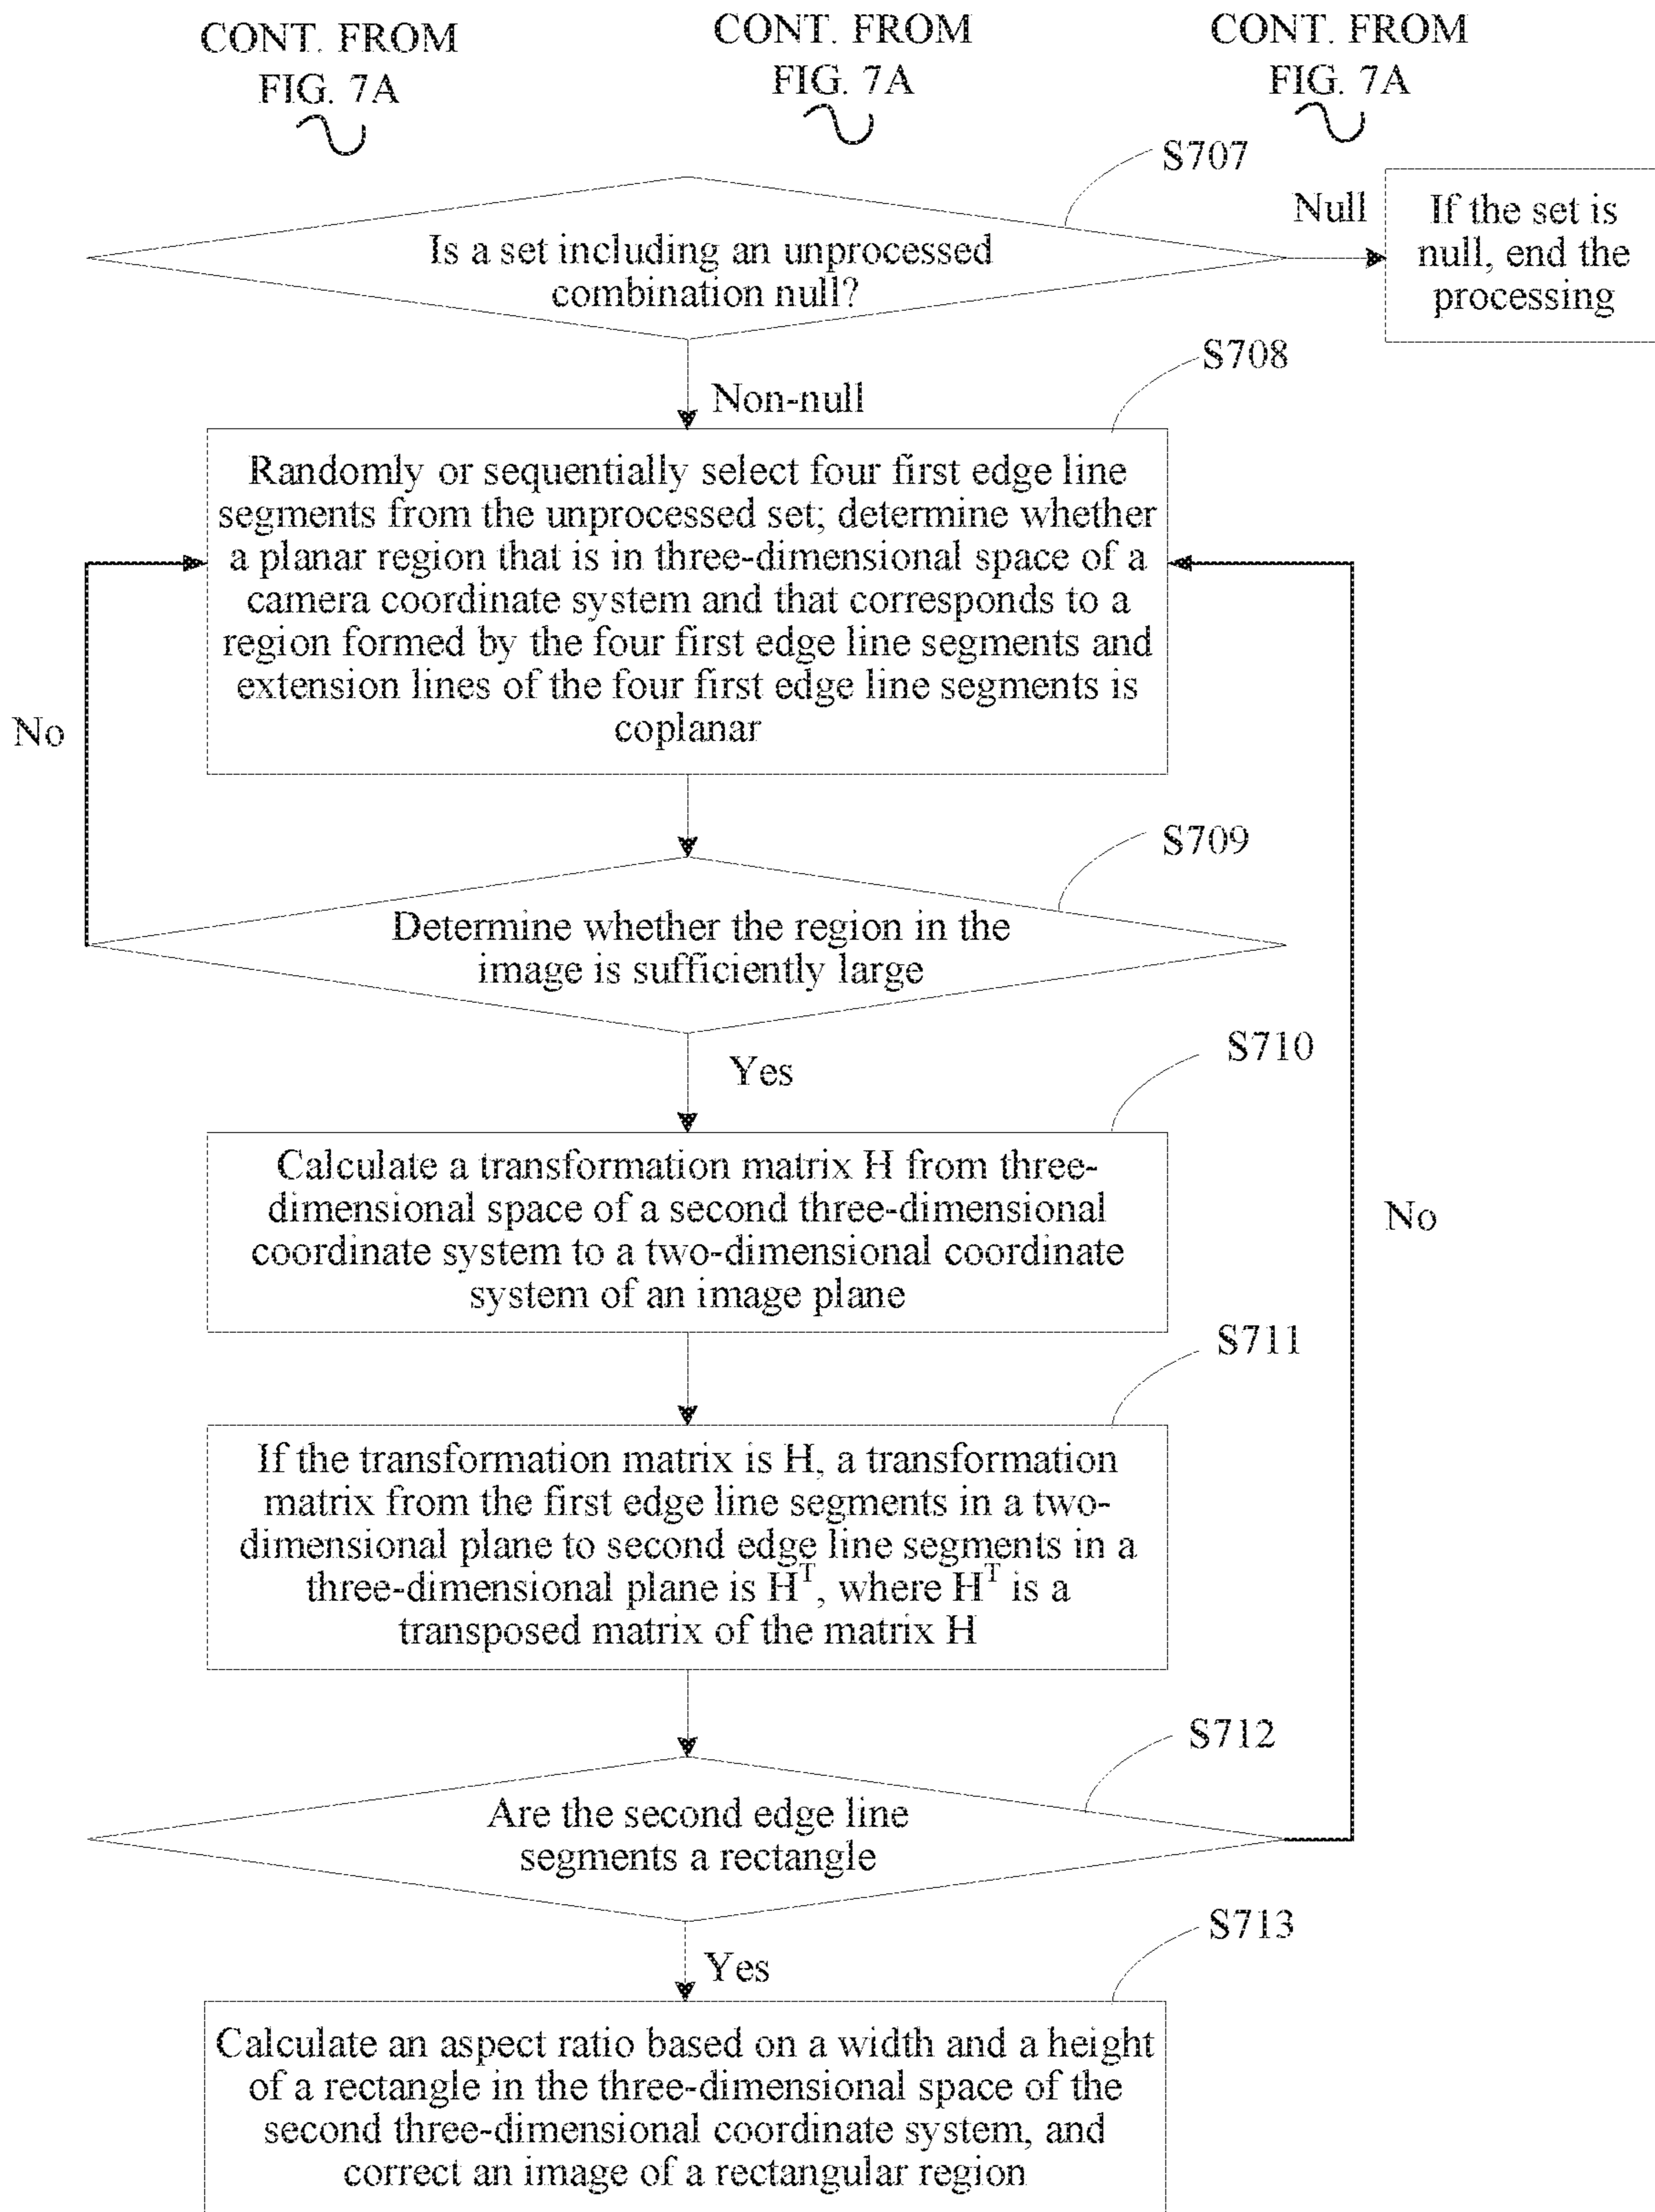 CONT. FROM
FIG. 7A
CONT. FROM
FIG. 7A
CONT. FROM
FIG. 7A
S707
Is a set including an unprocessed
combination null?
Null
If the set is
null, end the
processing
Non-null
S708
Randomly or sequentially select four first edge line
segments from the unprocessed set; determine whether
a planar region that is in three-dimensional space of a
camera coordinate system and that corresponds to a
region formed by the four first edge line segments and
extension lines of the four first edge line segments is
coplanar
No
S709
Determine whether the region in the
image is sufficiently large
Yes
S710
Calculate a transformation matrix H from three-
dimensional space of a second three-dimensional
coordinate system to a two-dimensional coordinate
system of an image plane
No
S711
If the transformation matrix is H, a transformation
matrix from the first edge line segments in a two-
dimensional plane to second edge line segments in a
three-dimensional plane is H^T, where H^T is a
transposed matrix of the matrix H
S712
Are the second edge line
segments a rectangle
Yes
S713
Calculate an aspect ratio based on a width and a height
of a rectangle in the three-dimensional space of the
second three-dimensional coordinate system, and
correct an image of a rectangular region